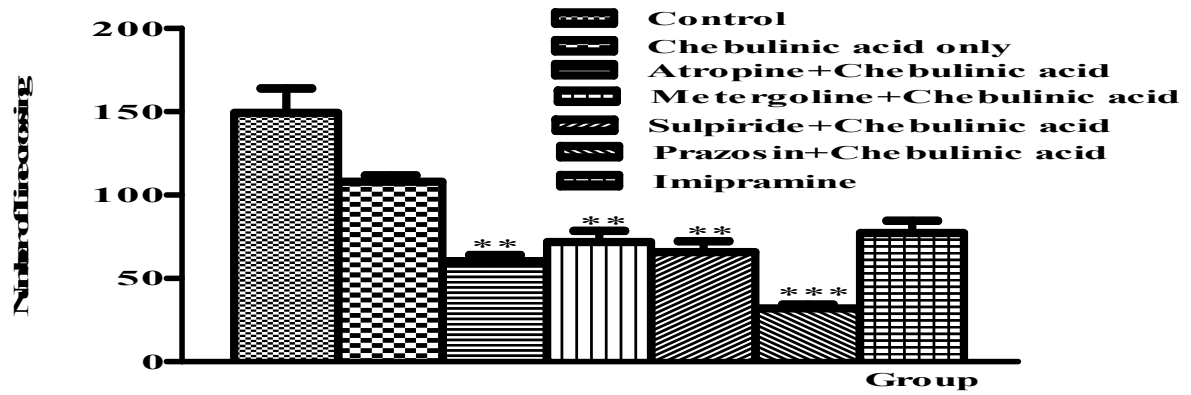 200
150
100
50
0
Control
Chebulinic acid only
Atropine+Chebulinic acid
Metergoline+Chebulinic acid
Sulpiride+Chebulinic acid
Prazosin+Chebulinic acid
Imipramine
**
**
**
***
Group